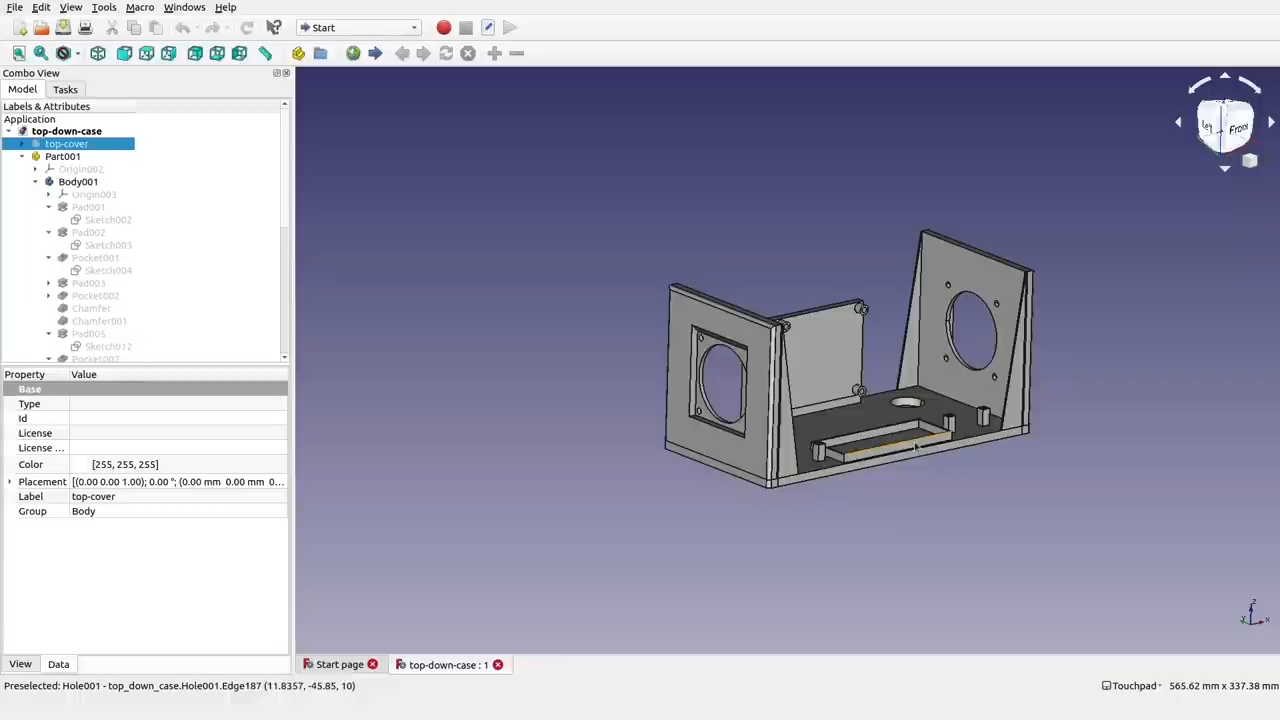 File Edit View Tools Macro Windows Help
Start
Combo View
Model Tasks
Labels & Attributes
Application
top-down-case
top-cover
Part001
Origin002
Body001
Origin003
Pad001
Sketch002
Pad002
Sketch003
Pocket001
Sketch004
Pad003
Pocket002
Chamfer
Chamfer001
Pad005
Sketch012
Pocket007
Property Value
Base
Type
Id
License
License ...
Color [255, 255, 255]
Placement [(0.00 0.00 1.00); 0.00 °; (0.00 mm 0.00 mm 0...
Label top-cover
Group Body
View Data
Front
Z
X
Start page
top-down-case : 1
Preselected: Hole001 - top_down_case.Hole001.Edge187 (11.8357, -45.85, 10)
Touchpad 565.62 mm x 337.38 mm